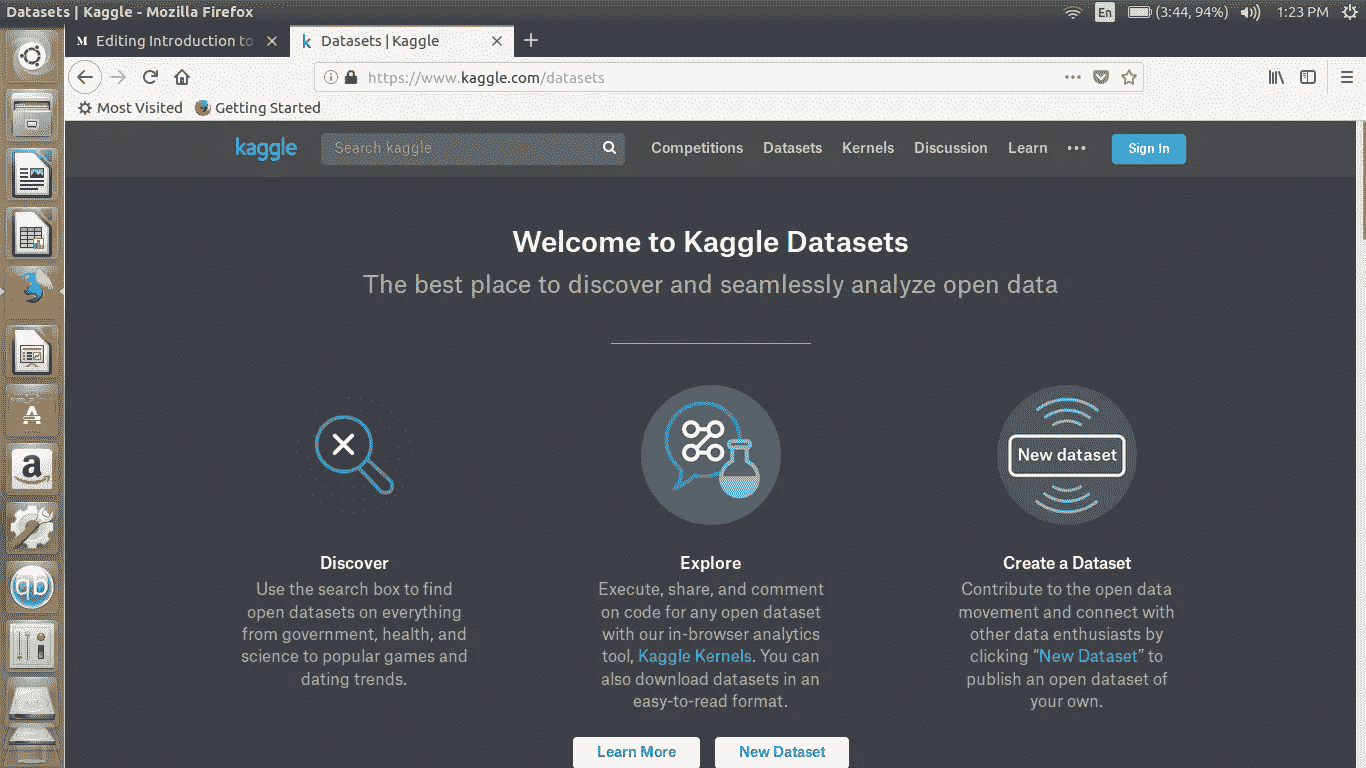 Datasets | Kaggle - Mozilla Firefox
En
(3:44, 94%)
1:23 PM
M Editing Introduction to
k Datasets | Kaggle
https://www.kaggle.com/datasets
Most Visited
Getting Started
kaggle
Search kaggle
Competitions
Datasets
Kernels
Discussion
Learn
Sign In
Welcome to Kaggle Datasets
The best place to discover and seamlessly analyze open data
New dataset
Discover
Use the search box to find
open datasets on everything
from government, health, and
science to popular games and
dating trends.
Explore
Execute, share, and comment
on code for any open dataset
with our in-browser analytics
tool, Kaggle Kernels. You can
also download datasets in an
easy-to-read format.
Create a Dataset
Contribute to the open data
movement and connect with
other data enthusiasts by
clicking “New Dataset” to
publish an open dataset of
your own.
Learn More
New Dataset
A
a
qb